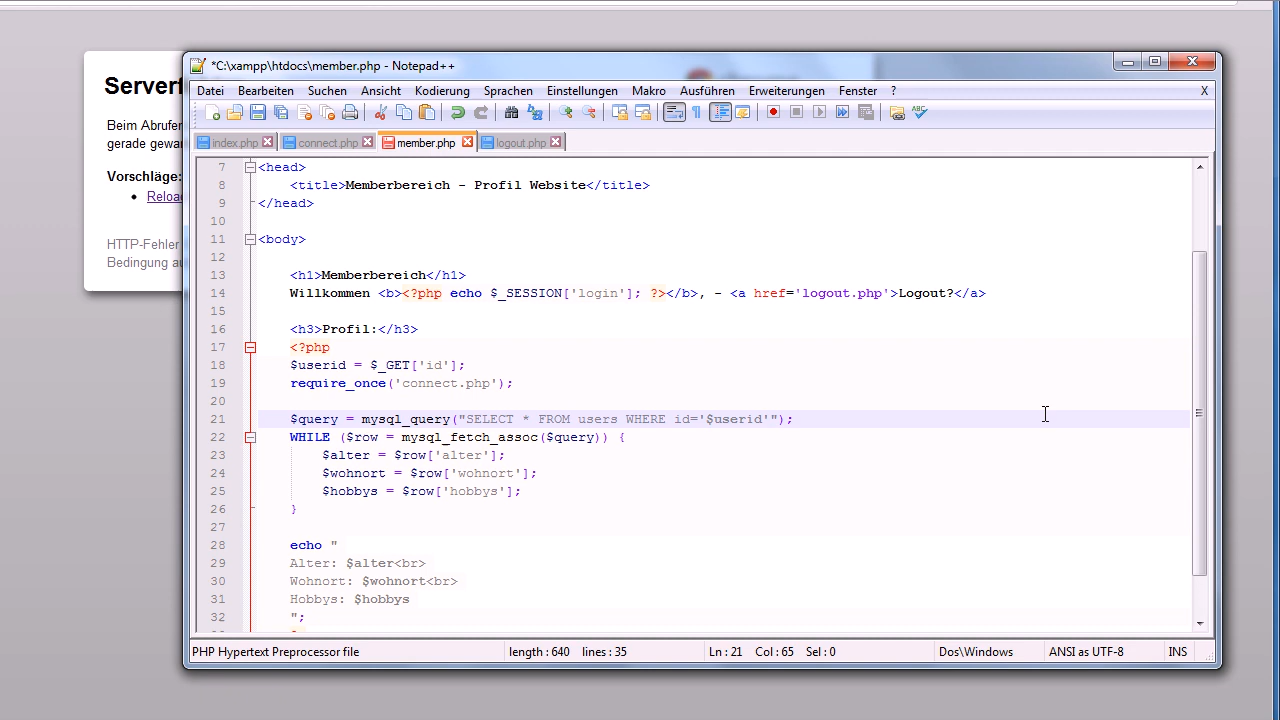 *C:\xampp\htdocs\member.php - Notepad++
Datei Bearbeiten Suchen Ansicht Kodierung Sprachen Einstellungen Makro Ausführen Erweiterungen Fenster ? X
index.php connect.php member.php logout.php
7 <head>
8 <title>Memberbereich - Profil Website</title>
9 </head>
10
11 <body>
12
13 <h1>Memberbereich</h1>
14 Willkommen <b><?php echo $_SESSION['login']; ?></b>, - <a href='logout.php'>Logout?</a>
15
16 <h3>Profil:</h3>
17 <?php
18 $userid = $_GET['id'];
19 require_once('connect.php');
20
21 $query = mysql_query("SELECT * FROM users WHERE id='$userid'");
22 WHILE ($row = mysql_fetch_assoc($query)) {
23 $alter = $row['alter'];
24 $wohnort = $row['wohnort'];
25 $hobbys = $row['hobbys'];
26 }
27
28 echo "
29 Alter: $alter<br>
30 Wohnort: $wohnort<br>
31 Hobbys: $hobbys
32 ";
PHP Hypertext Preprocessor file length : 640 lines : 35 Ln : 21 Col : 65 Sel : 0 Dos\Windows ANSI as UTF-8 INS
Beim Abrufen
Vorschläge:
HTTP-Fehler
Bedingung